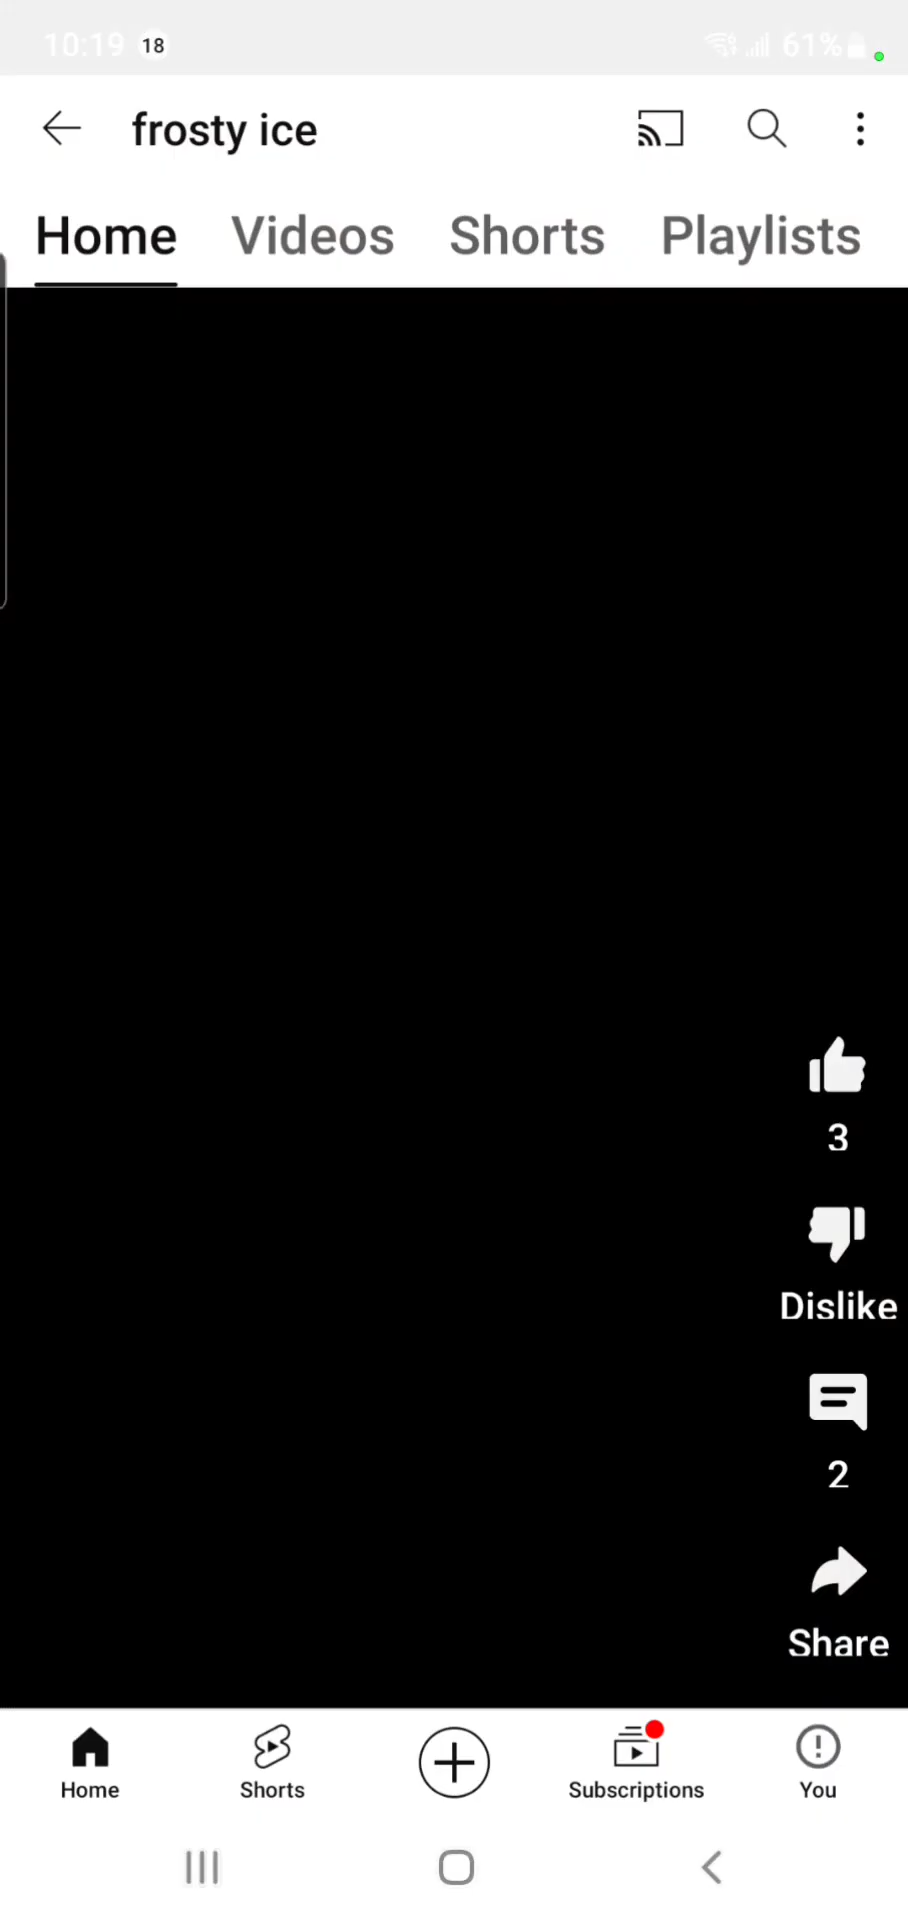 10:19 18 61%
frosty ice
Home Videos Shorts Playlists
3
Dislike
2
Share
Home Shorts Subscriptions You